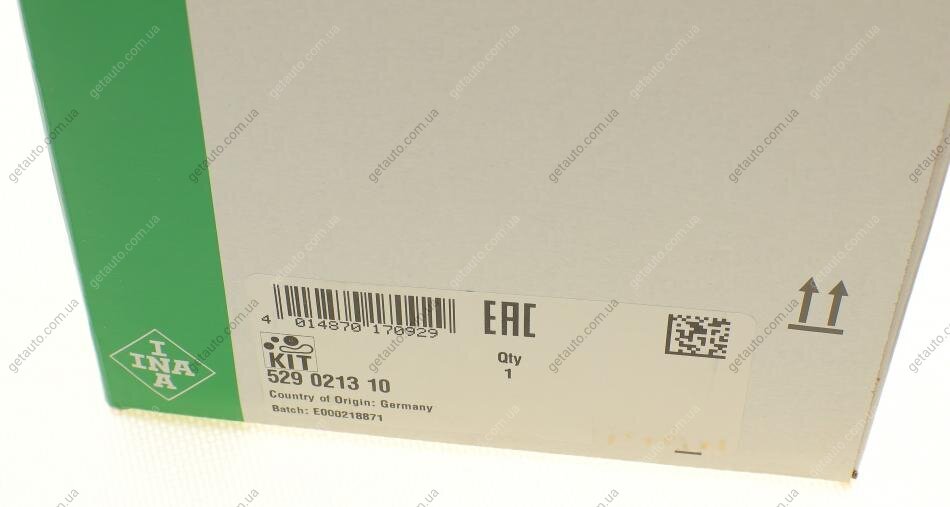 4 014870 170929
EAC
KIT
529 0213 10
Qty
1
Country of Origin: Germany
Batch: E000218871
INA
INA
getauto.com.ua